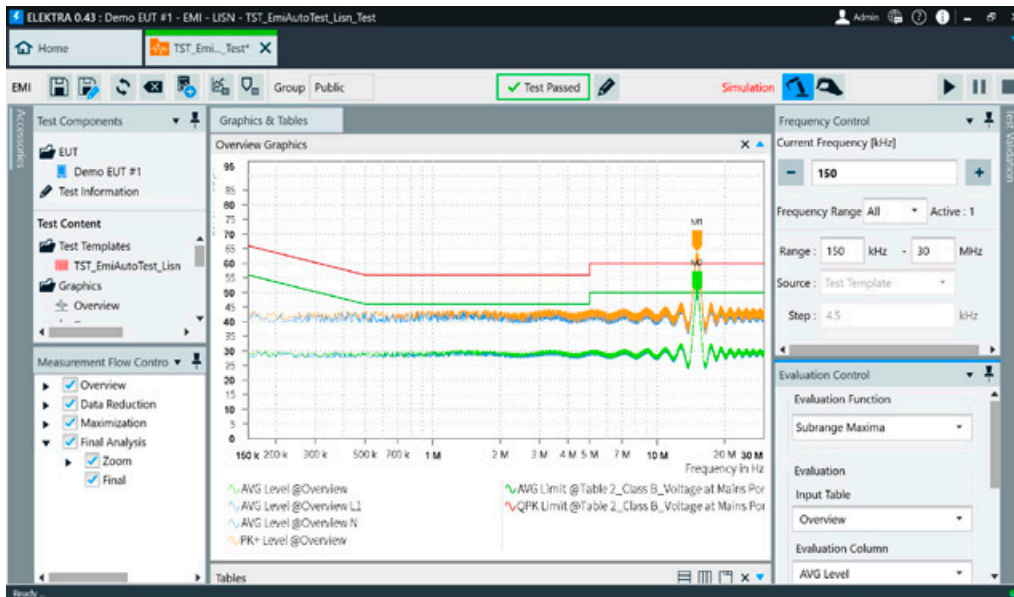 ELEKTRA 0.43 : Demo EUT #1 - EMI - LISN - TST_EmiAutoTest_Lisn_Test
Admin
Home
TST_Emi..._Test*
EMI
Group Public
Test Passed
Simulation
Accessories
Test Components
EUT
Demo EUT #1
Test Information
Test Content
Test Templates
TST_EmiAutoTest_Lisn
Graphics
Overview
Measurement Flow Contro
Overview
Data Reduction
Maximization
Final Analysis
Zoom
Final
Graphics & Tables
Overview Graphics
95
85
80
75
70
65
60
55
50
45
40
35
30
25
20
15
10
5
0
M1
M2
150 k 200 k 300 k 500 k 700 k 1 M 2 M 3 M 4 M 5 M 7 M 10 M 20 M 30 M
Frequency in Hz
AVG Level @Overview
AVG Level @Overview L1
AVG Level @Overview N
PK+ Level @Overview
AVG Limit @Table 2_Class B_Voltage at Mains Por
QPK Limit @Table 2_Class B_Voltage at Mains Por
Tables
Frequency Control
Current Frequency [kHz]
- 150 +
Frequency Range All Active : 1
Range : 150 kHz - 30 MHz
Source : Test Template
Step : 4.5 kHz
Evaluation Control
Evaluation Function
Subrange Maxima
Evaluation
Input Table
Overview
Evaluation Column
AVG Level
Test Validation
Ready ...